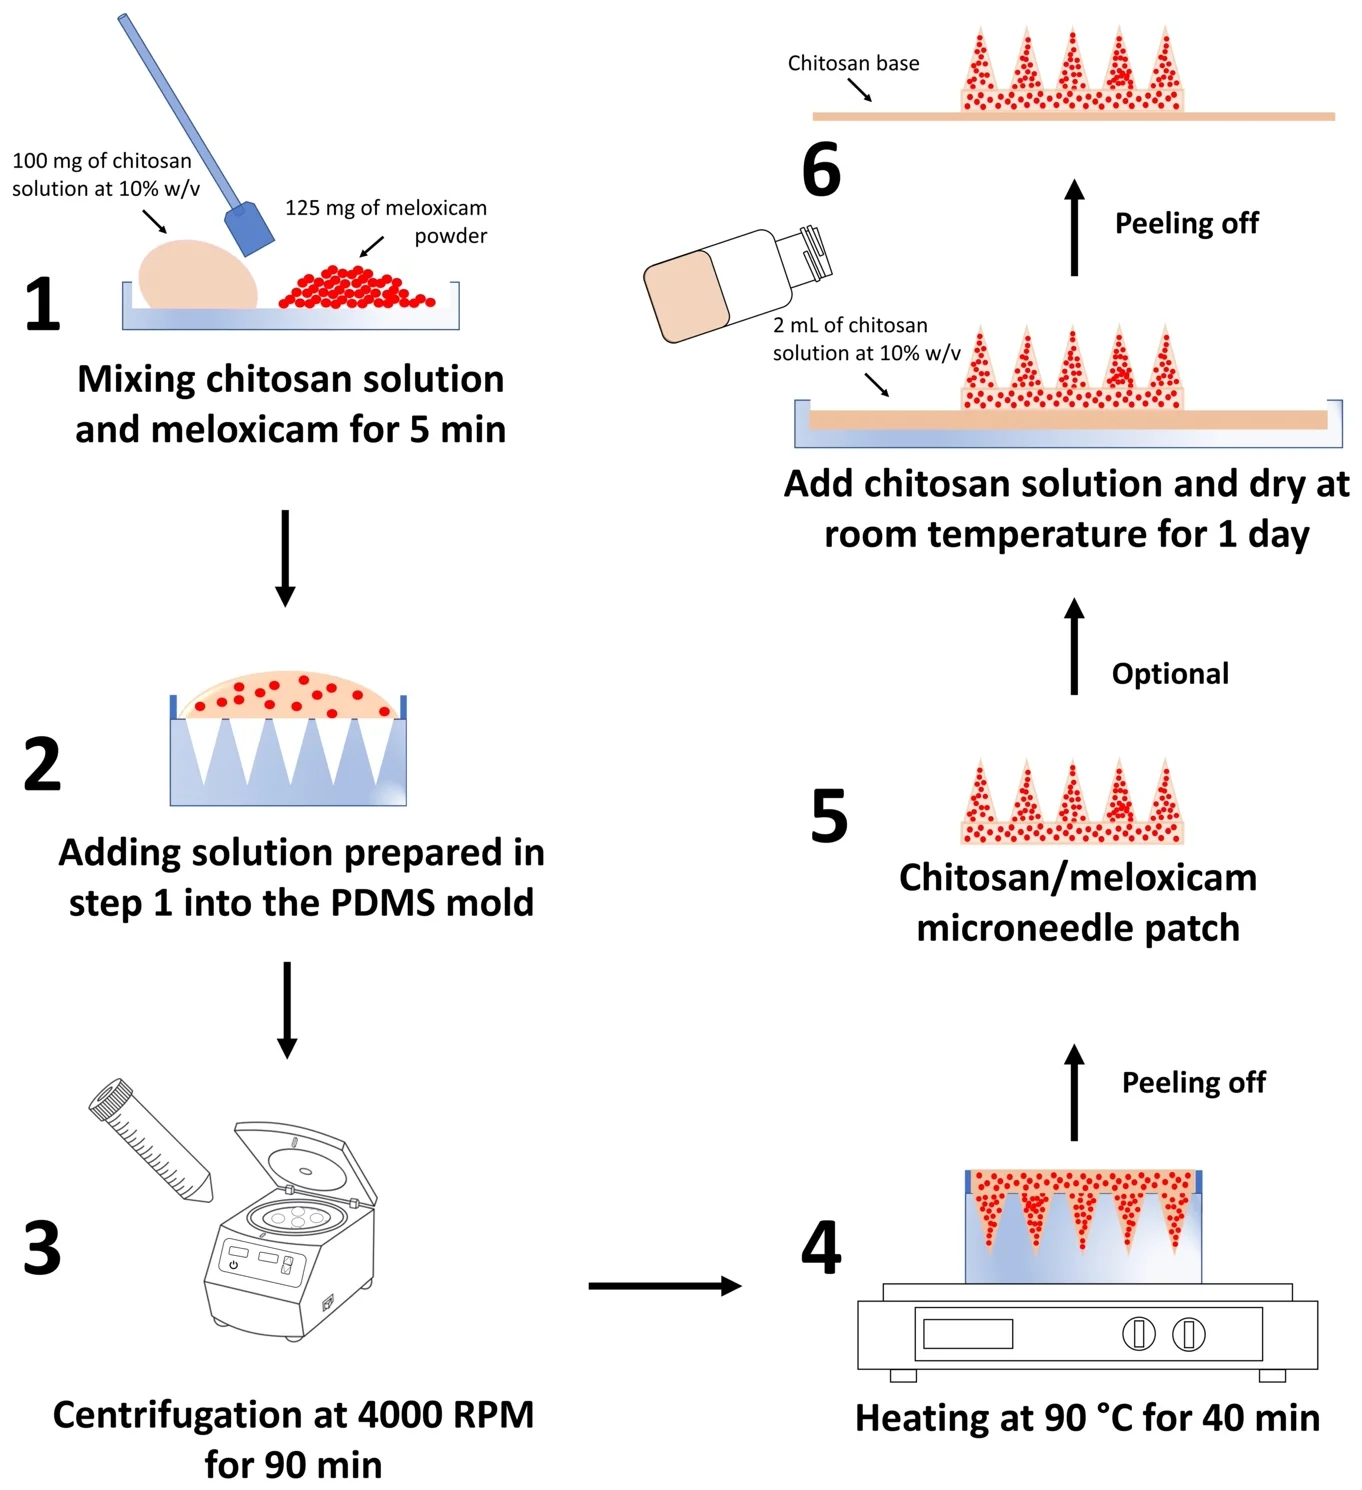 100 mg of chitosan
solution at 10% w/v
125 mg of meloxicam
powder
1
Mixing chitosan solution
and meloxicam for 5 min
2
Adding solution prepared in
step 1 into the PDMS mold
3
Centrifugation at 4000 RPM
for 90 min
4
Heating at 90 °C for 40 min
Peeling off
5
Chitosan/meloxicam
microneedle patch
Optional
2 mL of chitosan
solution at 10% w/v
Add chitosan solution and dry at
room temperature for 1 day
Peeling off
6
Chitosan base